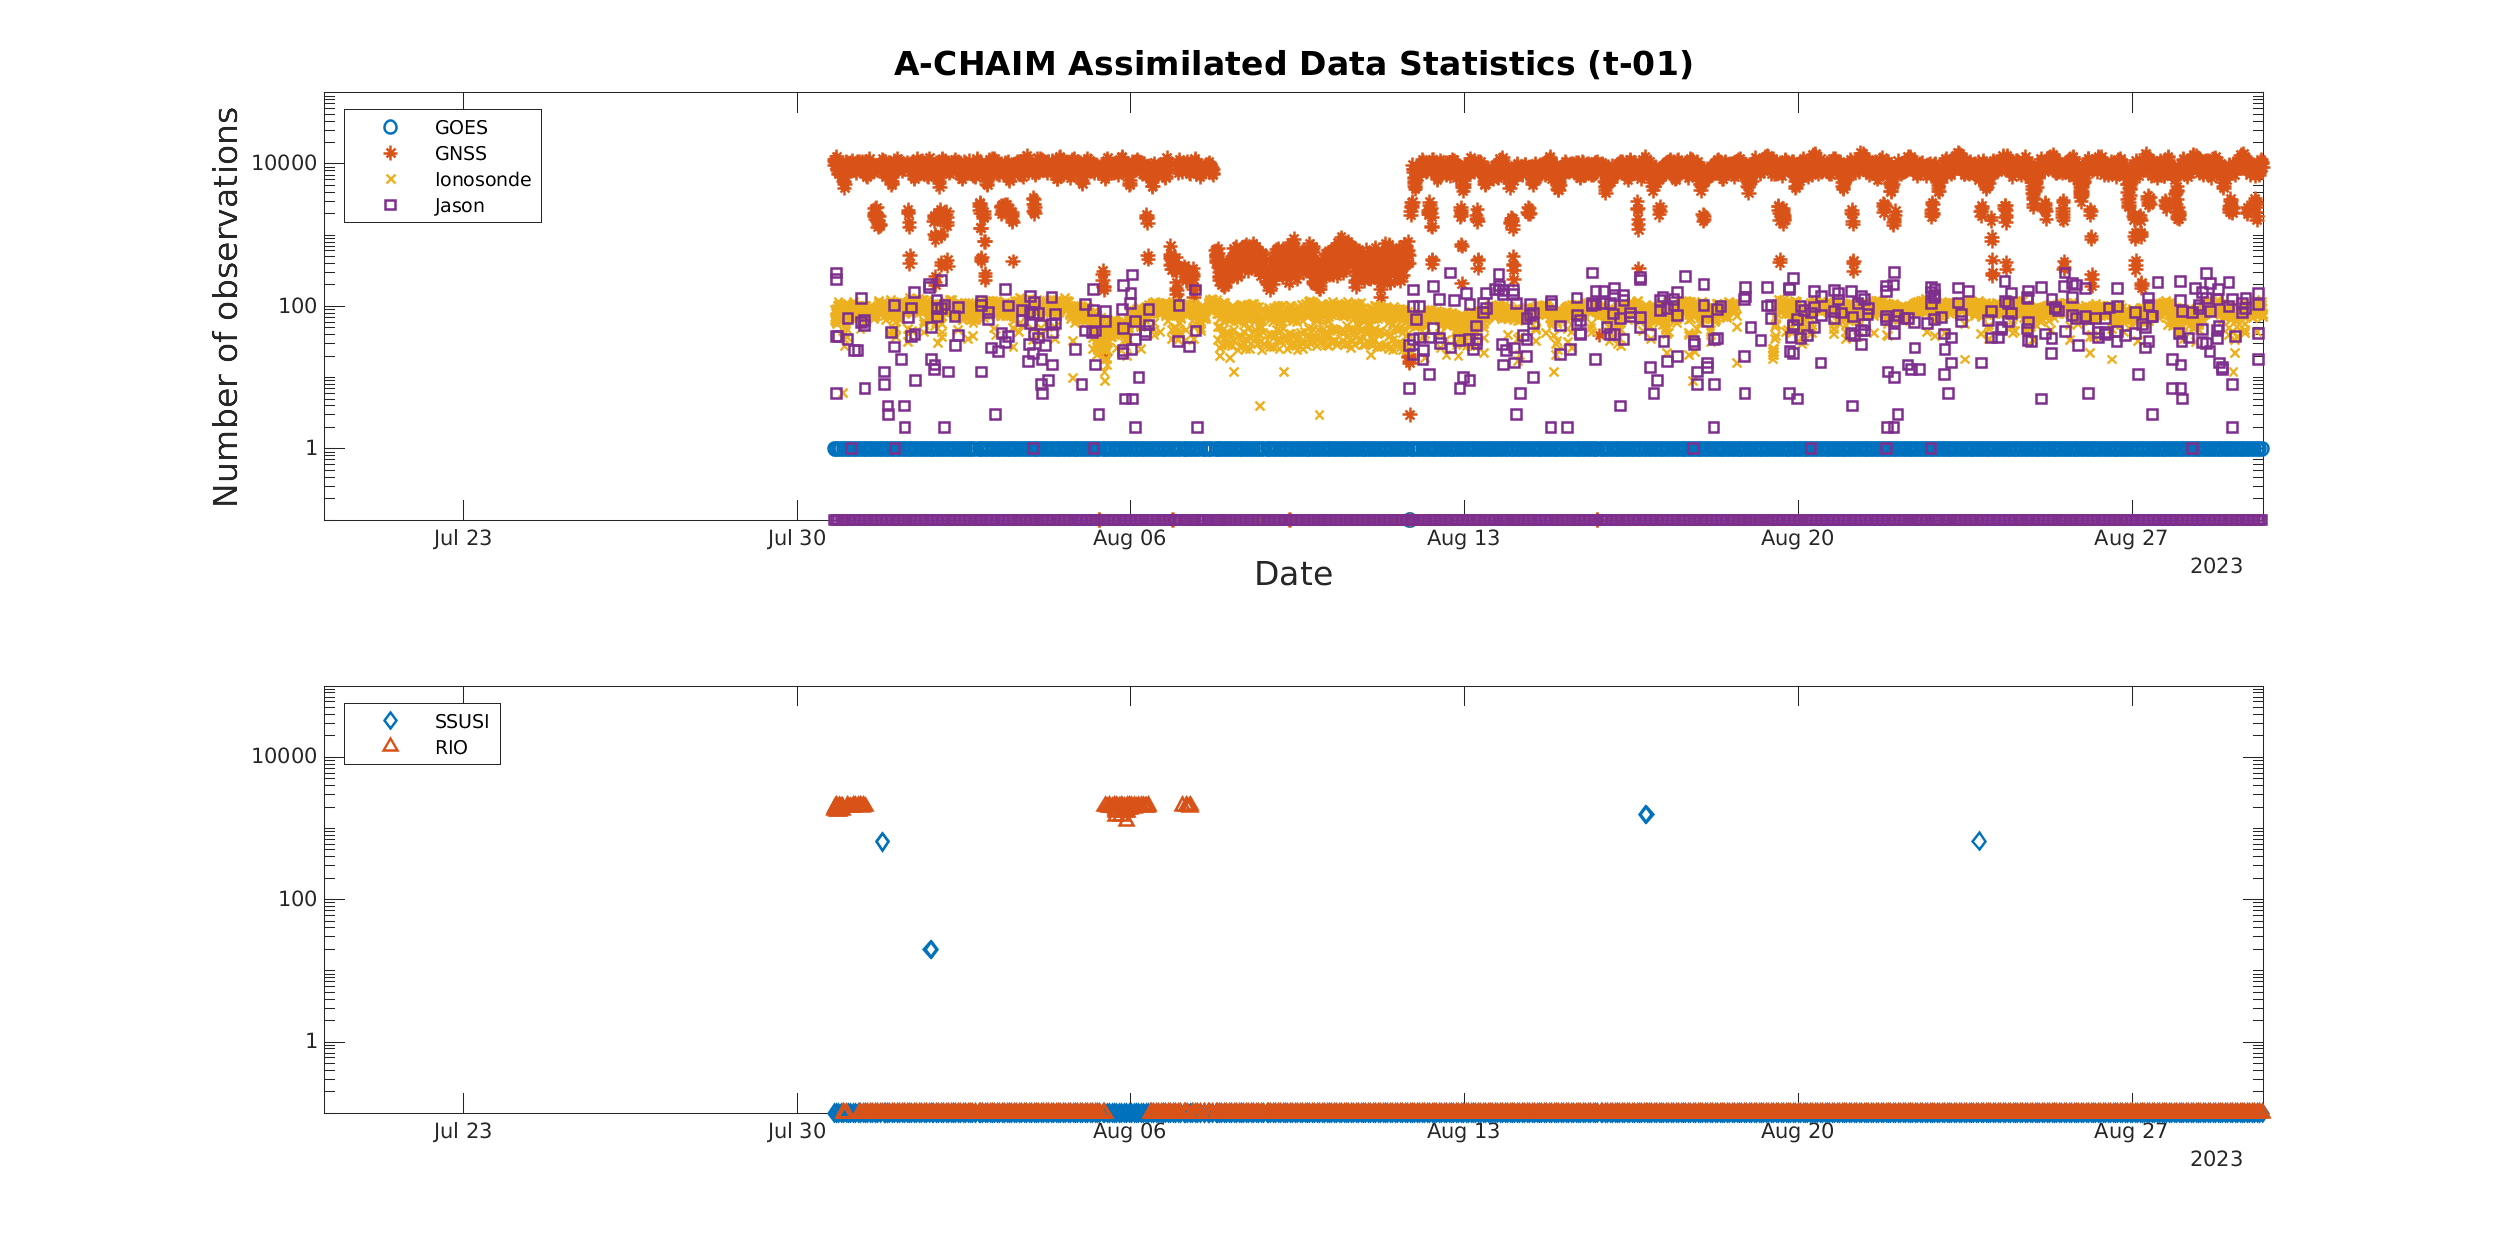 A-CHAIM Assimilated Data Statistics (t-01)
Number of observations
10000
100
1
GOES
GNSS
Ionosonde
Jason
Jul 23
Jul 30
Aug 06
Aug 13
Aug 20
Aug 27
2023
Date
10000
100
1
SSUSI
RIO
Jul 23
Jul 30
Aug 06
Aug 13
Aug 20
Aug 27
2023